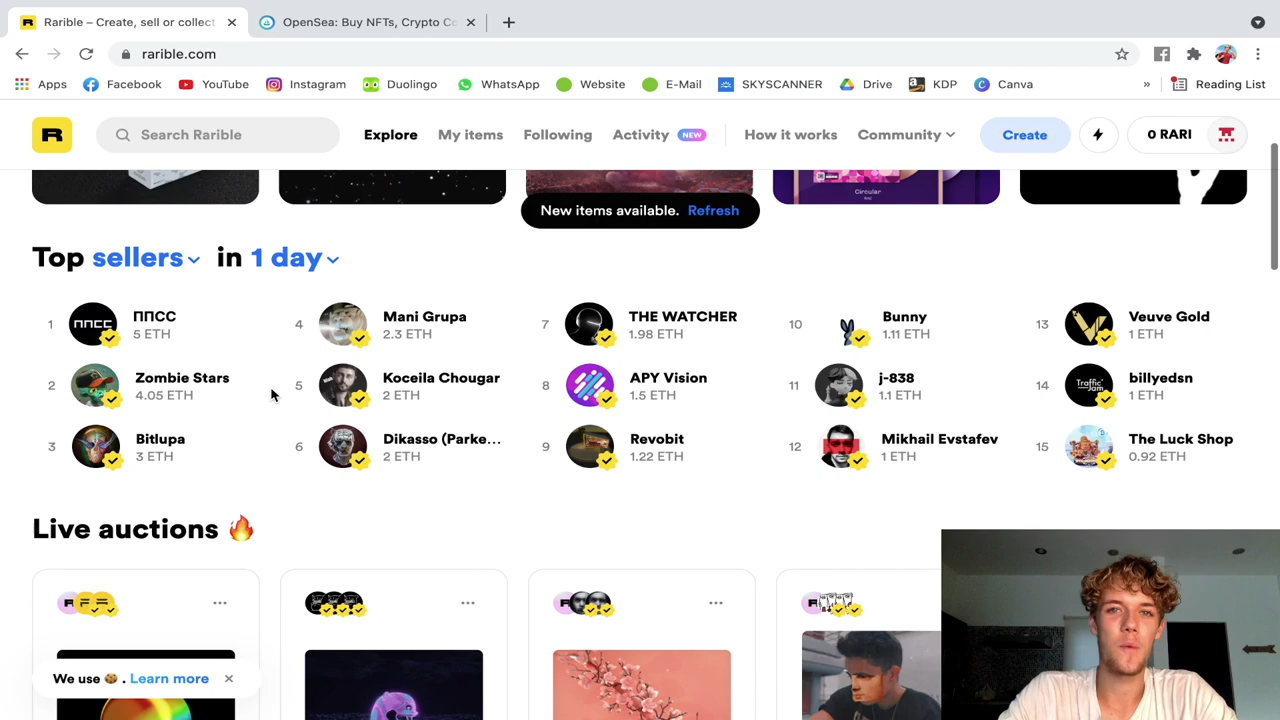 Rarible – Create, sell or collect
OpenSea: Buy NFTs, Crypto Co
rarible.com
Apps
Facebook
YouTube
Instagram
Duolingo
WhatsApp
Website
E-Mail
SKYSCANNER
Drive
KDP
Canva
»
Reading List
R
Search Rarible
Explore
My items
Following
Activity NEW
How it works
Community
Create
0 RARI
Circular
New items available. Refresh
Top sellers in 1 day
1 ППСС
5 ETH
2 Zombie Stars
4.05 ETH
3 Bitlupa
3 ETH
4 Mani Grupa
2.3 ETH
5 Koceila Chougar
2 ETH
6 Dikasso (Parke...
2 ETH
7 THE WATCHER
1.98 ETH
8 APY Vision
1.5 ETH
9 Revobit
1.22 ETH
10 Bunny
1.11 ETH
11 j-838
1.1 ETH
12 Mikhail Evstafev
1 ETH
13 Veuve Gold
1 ETH
14 billyedsn
1 ETH
15 The Luck Shop
0.92 ETH
Live auctions 🔥
We use 🍪 . Learn more